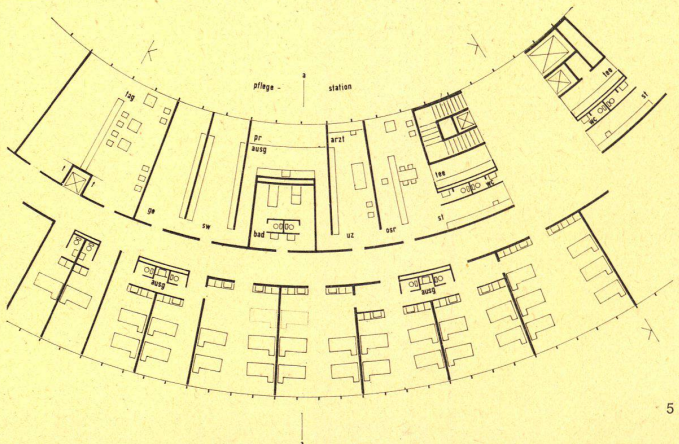 a
pflege - station
tag
f
f
ge
sw
pr
ausg
bad
arzt
uz
osr
tee
wc
st
tee
wc
st
ausg
ausg
5